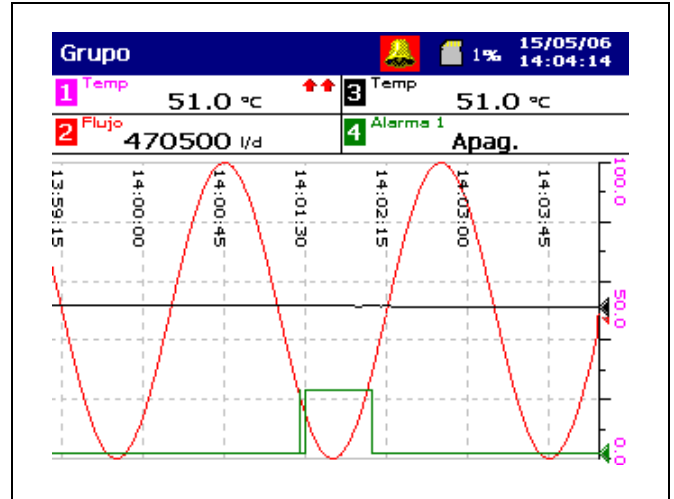 Grupo 1% 15/05/06
14:04:14
1 Temp 51.0 °C
3 Temp 51.0 °C
2 Flujo 470500 l/d
4 Alarma 1 Apag.
13:59:15
14:00:00
14:00:45
14:01:30
14:02:15
14:03:00
14:03:45
100.0
50.0
0.0